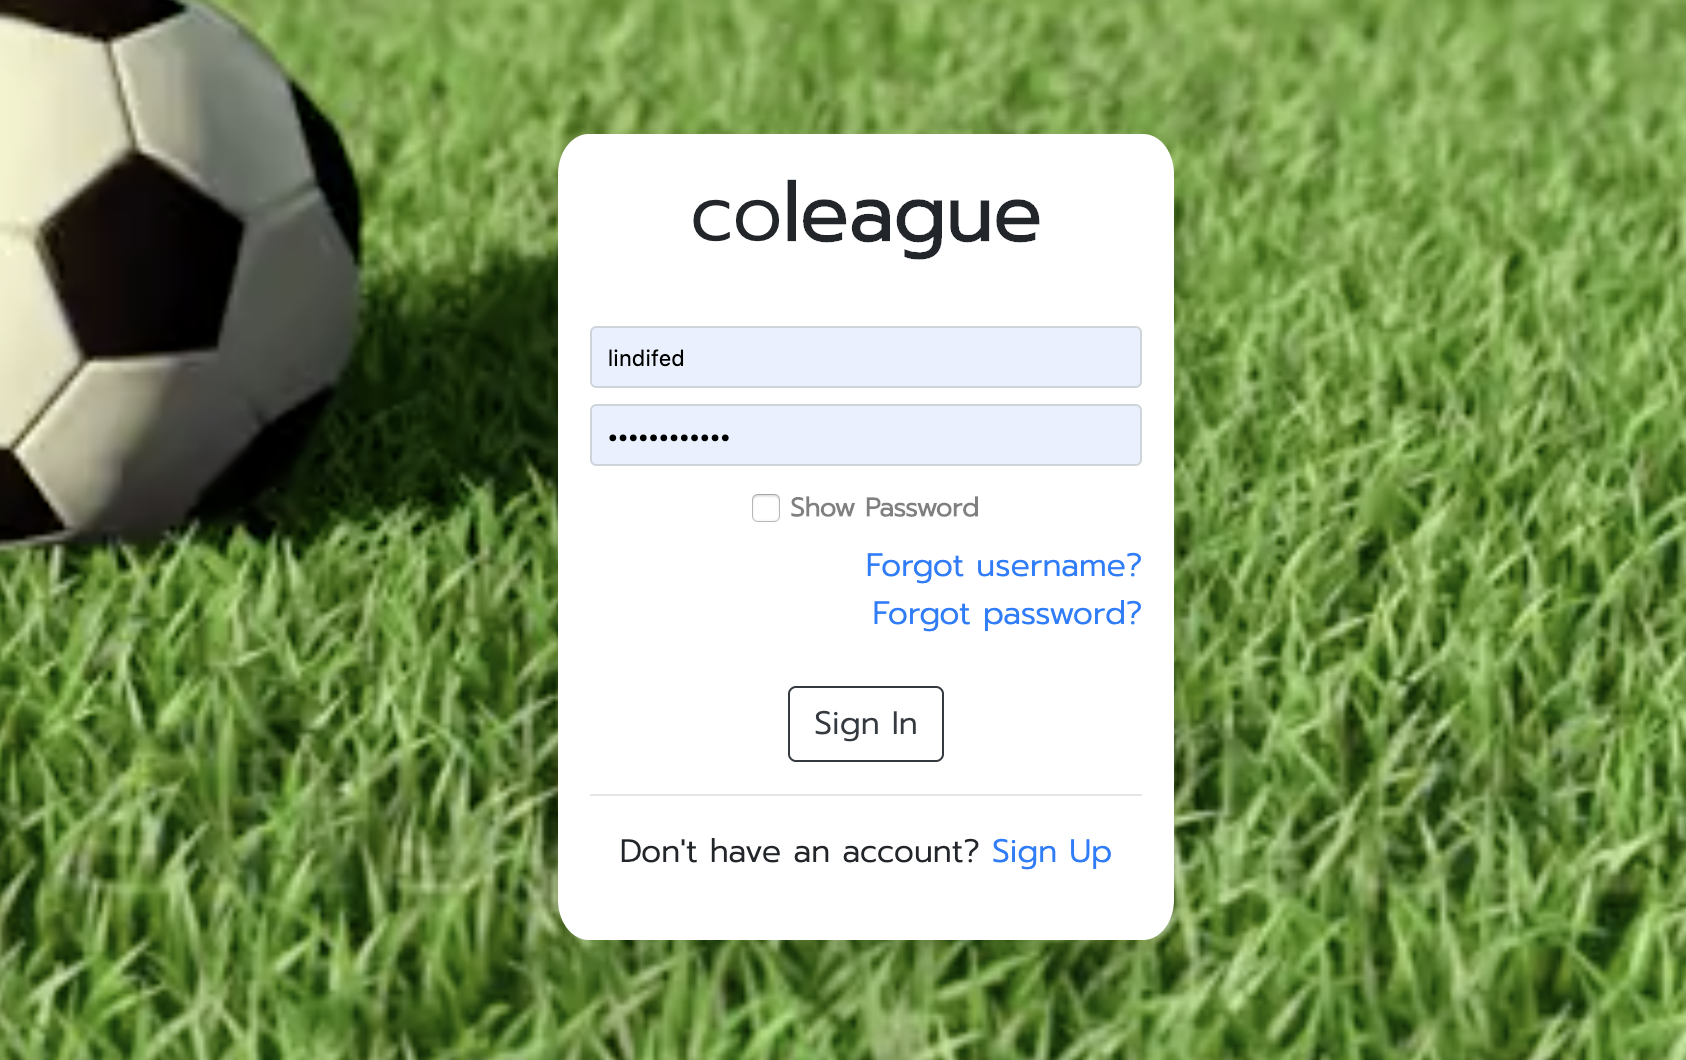 coleague
lindifed
••••••••••••
Show Password
Forgot username?
Forgot password?
Sign In
Don't have an account? Sign Up